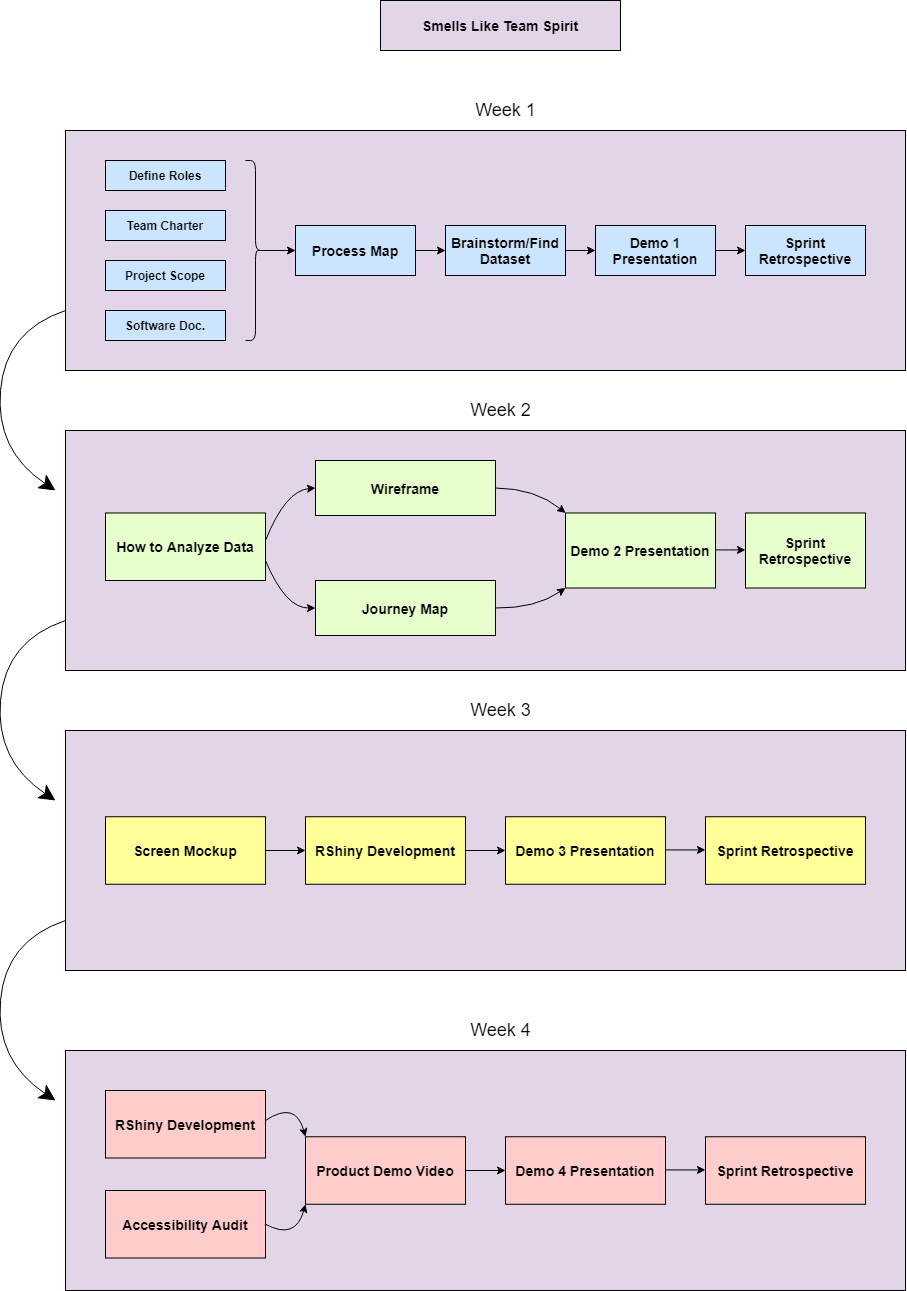 Smells Like Team Spirit
Week 1
Define Roles
Team Charter
Project Scope
Software Doc.
Process Map
Brainstorm/Find
Dataset
Demo 1
Presentation
Sprint
Retrospective
Week 2
How to Analyze Data
Wireframe
Journey Map
Demo 2 Presentation
Sprint
Retrospective
Week 3
Screen Mockup
RShiny Development
Demo 3 Presentation
Sprint Retrospective
Week 4
RShiny Development
Accessibility Audit
Product Demo Video
Demo 4 Presentation
Sprint Retrospective